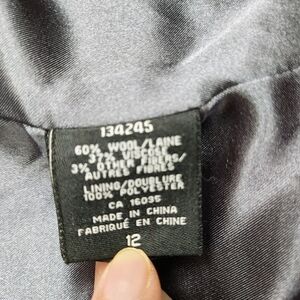 134245
60% WOOL/LAINE
37% VISCOSE
3% OTHER FIBERS/
AUTRES FIBRES
LINING/DOUBLURE
100% POLYESTER
CA 16035
MADE IN CHINA
FABRIQUÉ EN CHINE
12